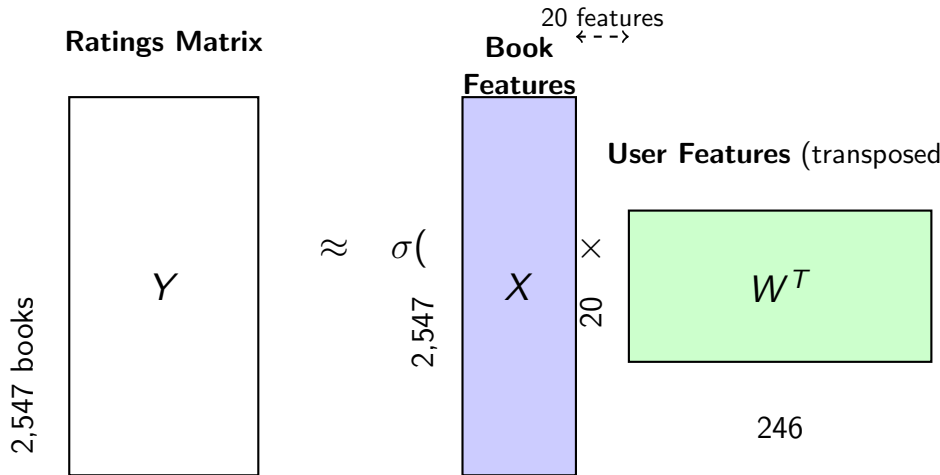 20 features
Ratings Matrix
Book
Features
User Features (transposed
≈ σ( ×
Y
X
W^T
2,547 books
2,547
20
246